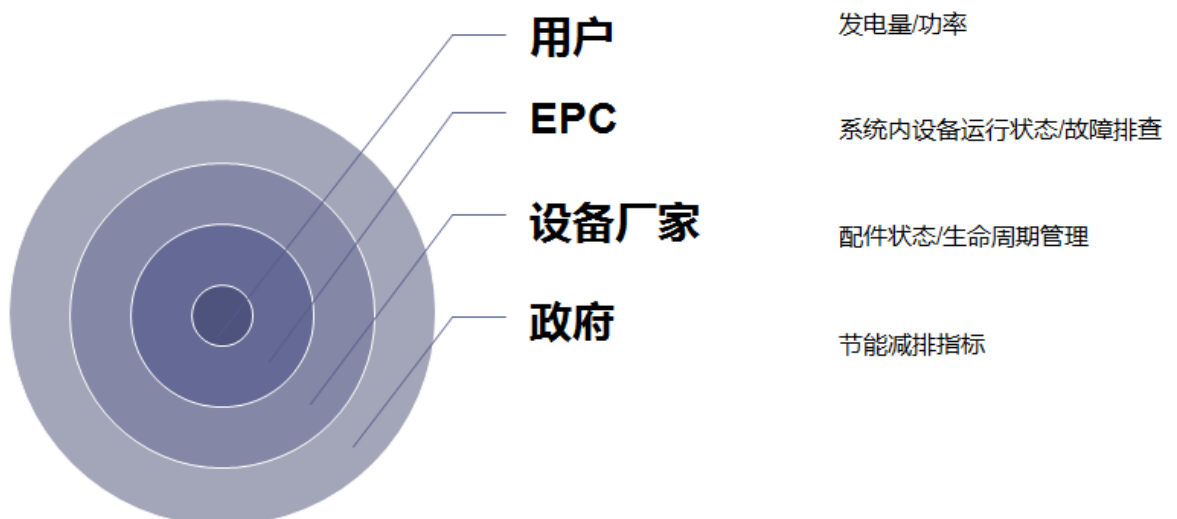 用户
发电量/功率
EPC
系统内设备运行状态/故障排查
设备厂家
配件状态/生命周期管理
政府
节能减排指标